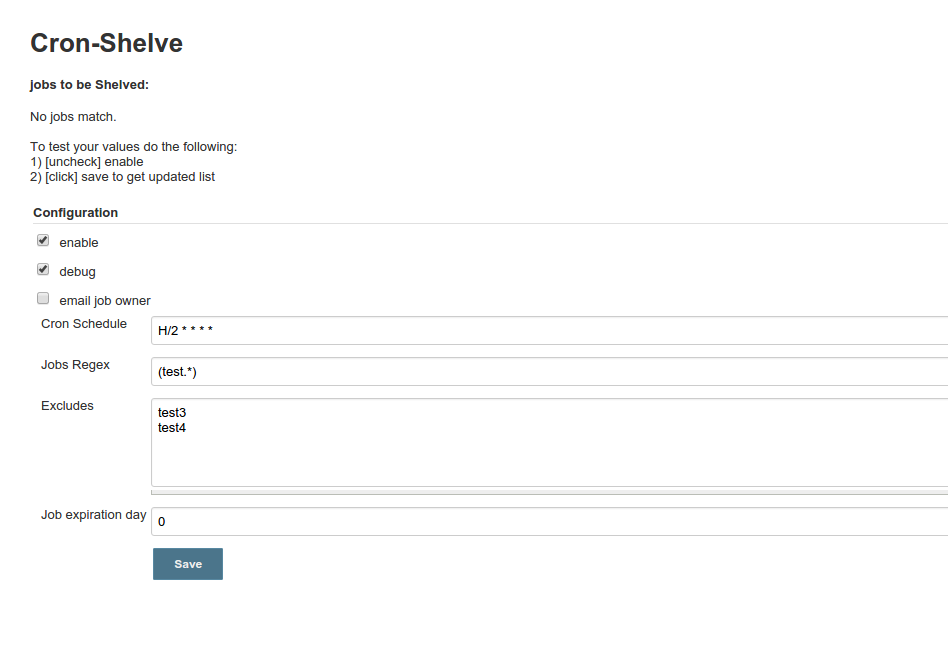 Cron-Shelve
jobs to be Shelved:
No jobs match.
To test your values do the following:
1) [uncheck] enable
2) [click] save to get updated list
Configuration
enable
debug
email job owner
Cron Schedule
H/2 * * * *
Jobs Regex
(test.*)
Excludes
test3
test4
Job expiration day
0
Save